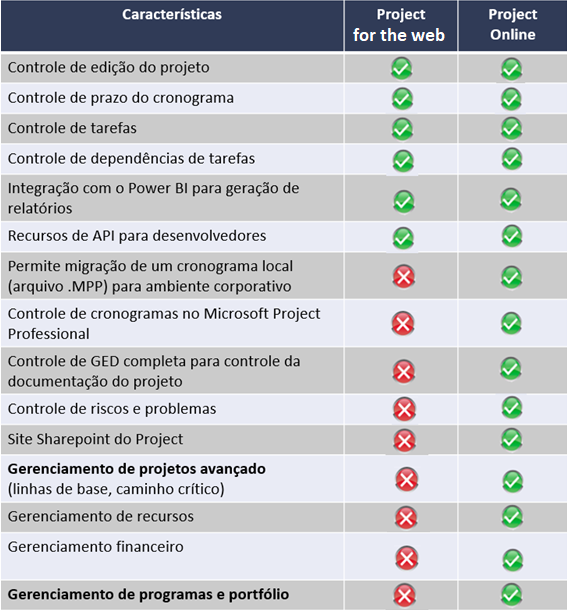 Características
Project
for the web
Project
Online
Controle de edição do projeto
Controle de prazo do cronograma
Controle de tarefas
Controle de dependências de tarefas
Integração com o Power BI para geração de
relatórios
Recursos de API para desenvolvedores
Permite migração de um cronograma local
(arquivo .MPP) para ambiente corporativo
Controle de cronogramas no Microsoft Project
Professional
Controle de GED completa para controle da
documentação do projeto
Controle de riscos e problemas
Site Sharepoint do Project
Gerenciamento de projetos avançado
(linhas de base, caminho crítico)
Gerenciamento de recursos
Gerenciamento financeiro
Gerenciamento de programas e portfólio